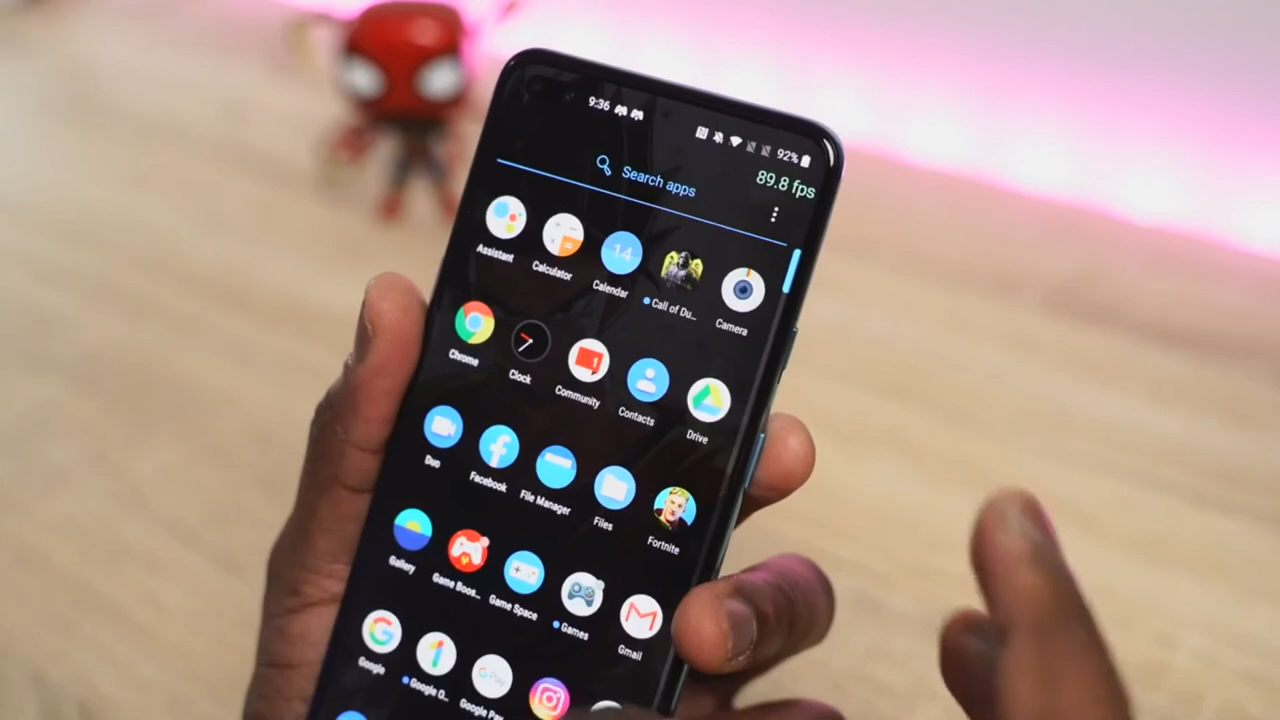 9:36
92%
Search apps
89.8 fps
14
Assistant
Calculator
Calendar
Call of Du...
Camera
1
Chrome
Clock
Community
Contacts
Drive
Duo
Facebook
File Manager
Files
Fortnite
Gallery
Game Boos...
Game Space
Games
Gmail
G Pay
Google
Google O...
Google Pay